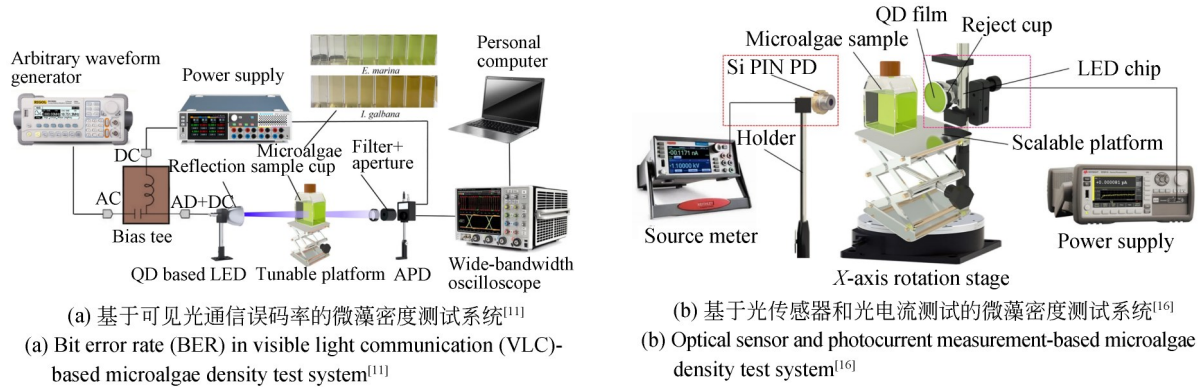 Arbitrary waveform
generator
Power supply
E. marina
I. galbana
Personal
computer
DC
Reflection
cup
Microalgae
sample
Filter+
aperture
AC
AD+DC
Bias tee
QD based LED
Tunable platform
APD
Wide-bandwidth
oscilloscope
(a) 基于可见光通信误码率的微藻密度测试系统[11]
(a) Bit error rate (BER) in visible light communication (VLC)-
based microalgae density test system[11]
QD film
Reject cup
Microalgae sample
Si PIN PD
LED chip
Holder
Scalable platform
Source meter
Power supply
X-axis rotation stage
(b) 基于光传感器和光电流测试的微藻密度测试系统[16]
(b) Optical sensor and photocurrent measurement-based microalgae
density test system[16]